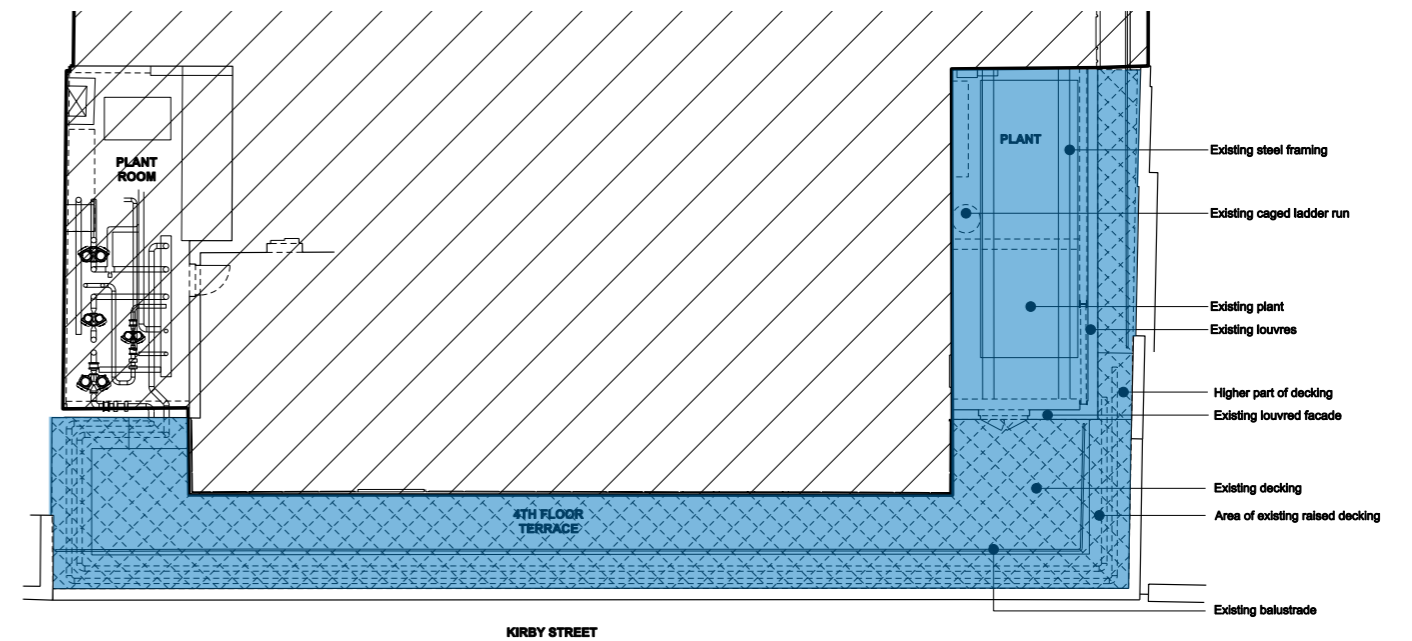 PLANT
ROOM
PLANT
Existing steel framing
Existing caged ladder run
Existing plant
Existing louvres
Higher part of decking
Existing louvred facade
Existing decking
Area of existing raised decking
4TH FLOOR
TERRACE
Existing balustrade
KIRBY STREET